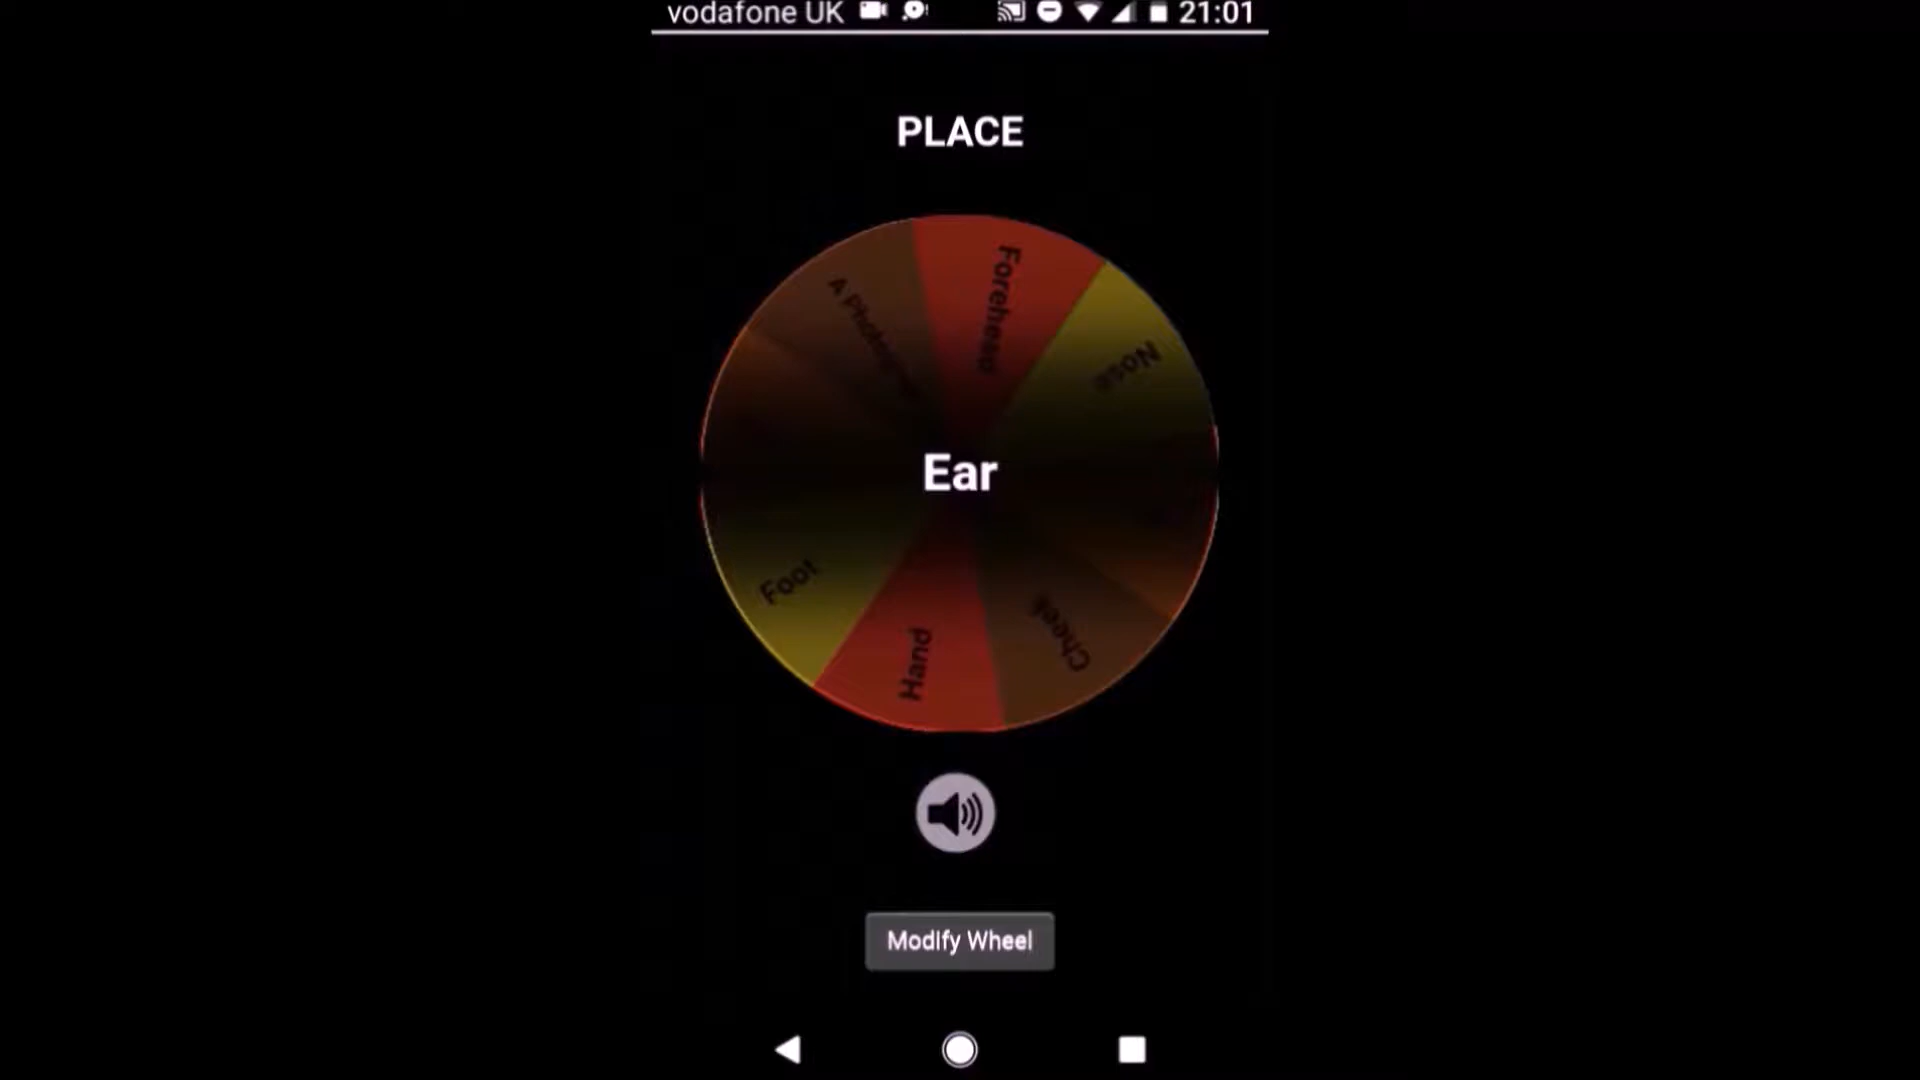 vodafone UK 21:01
PLACE
Forehead
Nose
Ear
Foot
Cheek
Hand
Modify Wheel